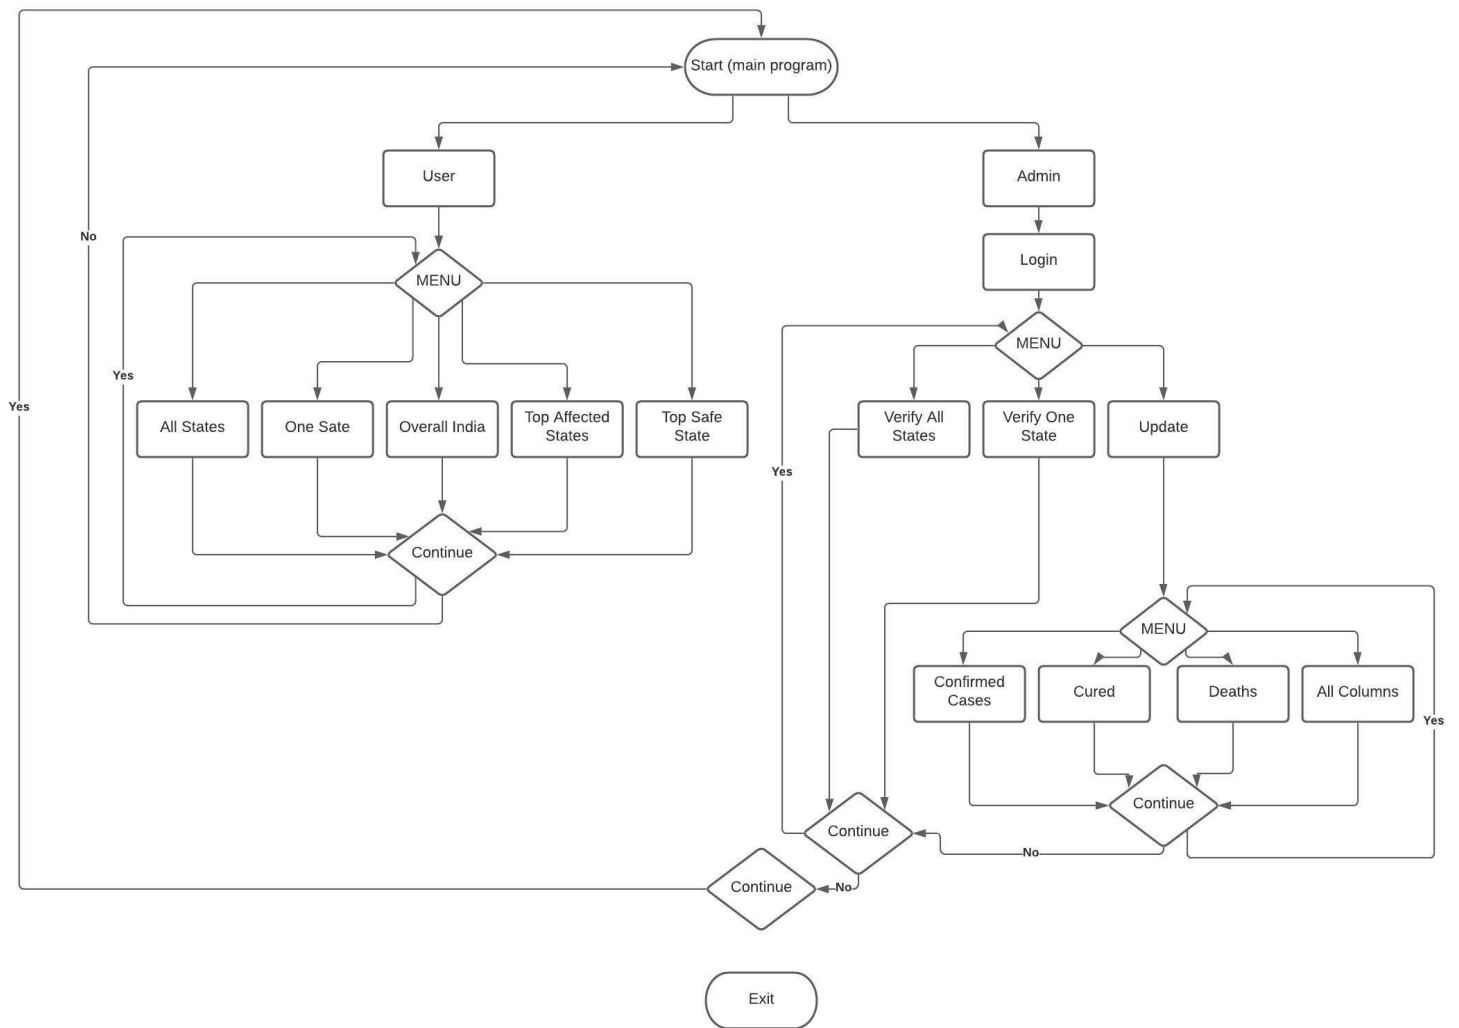 Start (main program)
User
Admin
No
Login
MENU
MENU
Yes
Yes
All States
One Sate
Overall India
Top Affected
States
Top Safe
State
Verify All
States
Verify One
State
Update
Yes
Continue
MENU
Confirmed
Cases
Cured
Deaths
All Columns
Yes
Continue
Continue
No
Continue
No
Exit